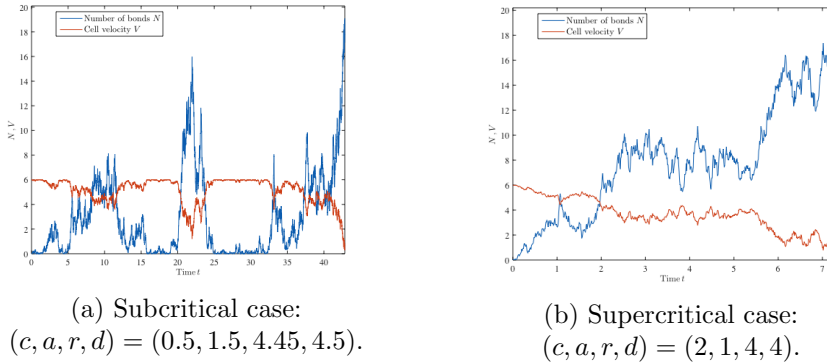 Number of bonds N
Cell velocity V
20
18
16
14
12
10
8
6
4
2
0
N, V
0 5 10 15 20 25 30 35 40
Time t
(a) Subcritical case:
(c, a, r, d) = (0.5, 1.5, 4.45, 4.5).
Number of bonds N
Cell velocity V
20
18
16
14
12
10
8
6
4
2
0
N, V
0 1 2 3 4 5 6 7
Time t
(b) Supercritical case:
(c, a, r, d) = (2, 1, 4, 4).